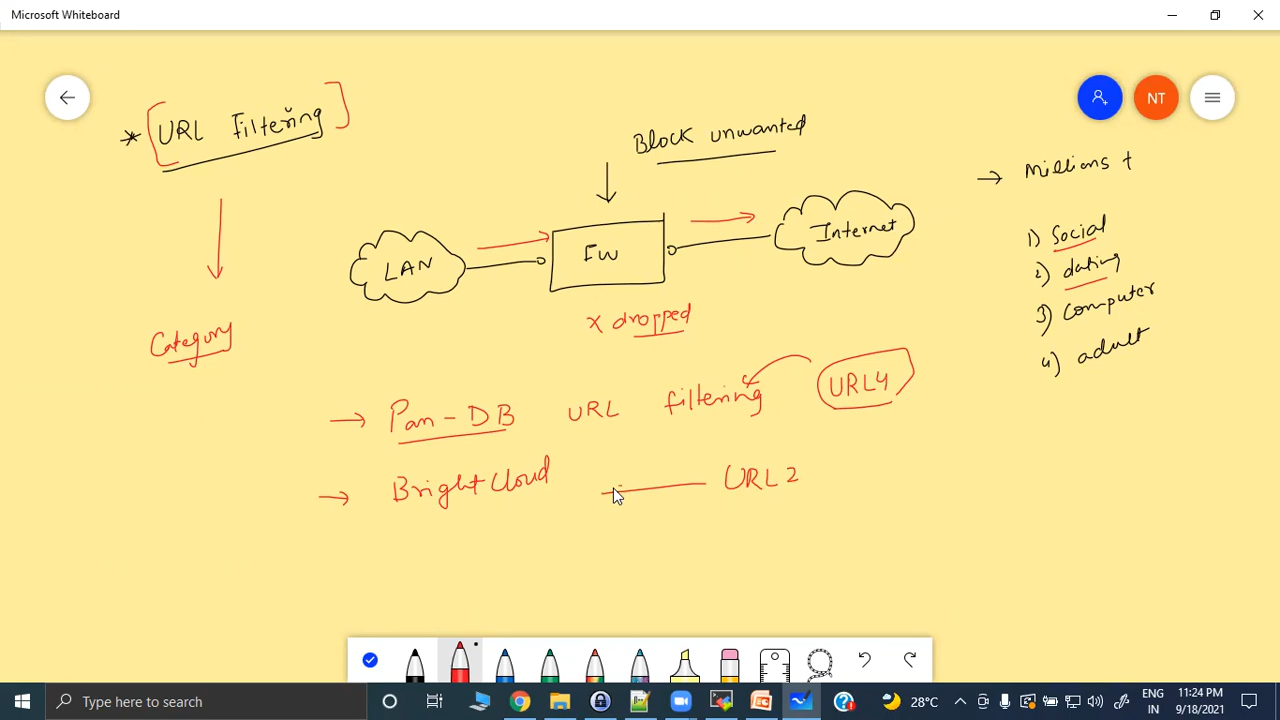 Microsoft Whiteboard
NT
* [URL Filtering]
Category
Block unwanted
LAN
FW
Internet
x dropped
→ Millions +
1) Social
2) dating
3) Computer
4) adult
→ Pan-DB URL filtering URL4
→ BrightCloud URL 2
Type here to search
28°C
ENG
IN
11:24 PM
9/18/2021